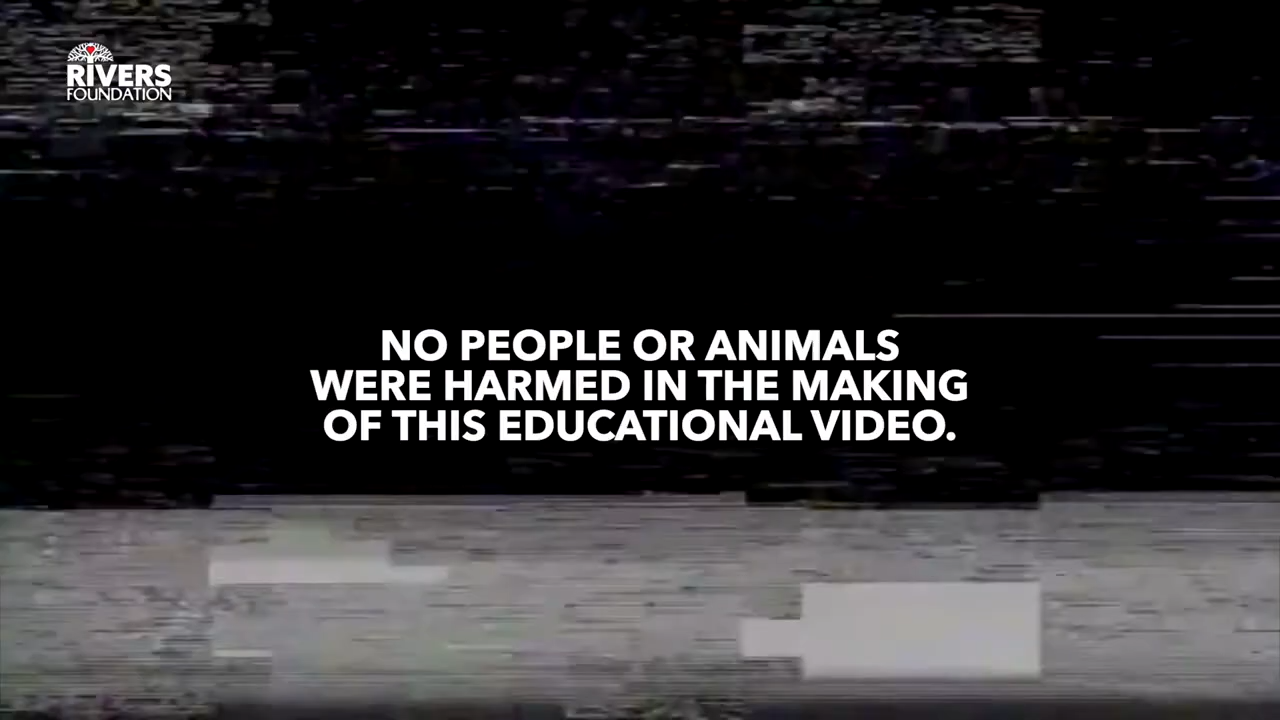 RIVERS
FOUNDATION
NO PEOPLE OR ANIMALS
WERE HARMED IN THE MAKING
OF THIS EDUCATIONAL VIDEO.